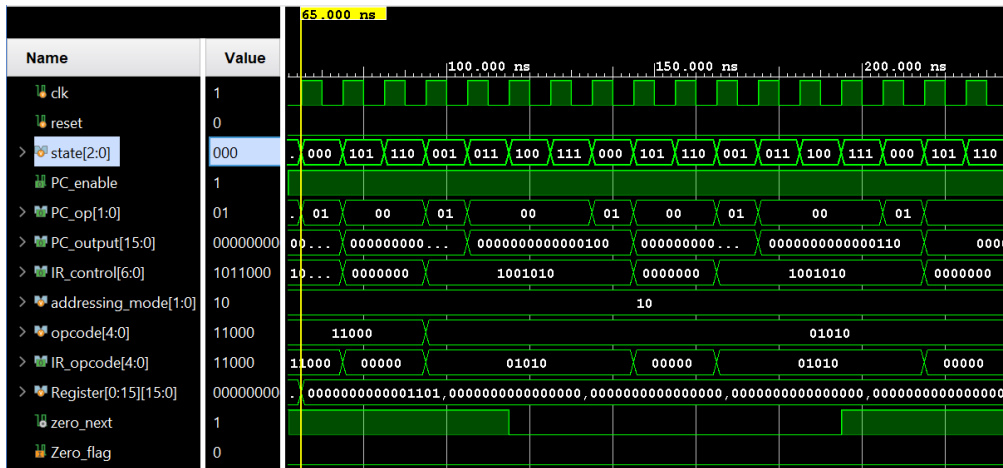 65.000 ns
Name Value
100.000 ns 150.000 ns 200.000 ns
clk 1
reset 0
state[2:0] 000 . 000 101 110 001 011 100 111 000 101 110 001 011 100 111 000 101 110
PC_enable 1
PC_op[1:0] 01 . 01 00 01 00 01 00 01 00 01
PC_output[15:0] 00000000 00... 000000000... 0000000000000100 000000000... 0000000000000110 0000
IR_control[6:0] 1011000 10... 0000000 1001010 0000000 1001010 0000000
addressing_mode[1:0] 10 10
opcode[4:0] 11000 11000 01010
IR_opcode[4:0] 11000 11000 00000 01010 00000 01010 00000
Register[0:15][15:0] 00000000 . 0000000000001101,0000000000000000,0000000000000000,0000000000000000,0000000000000000
zero_next 1
Zero_flag 0